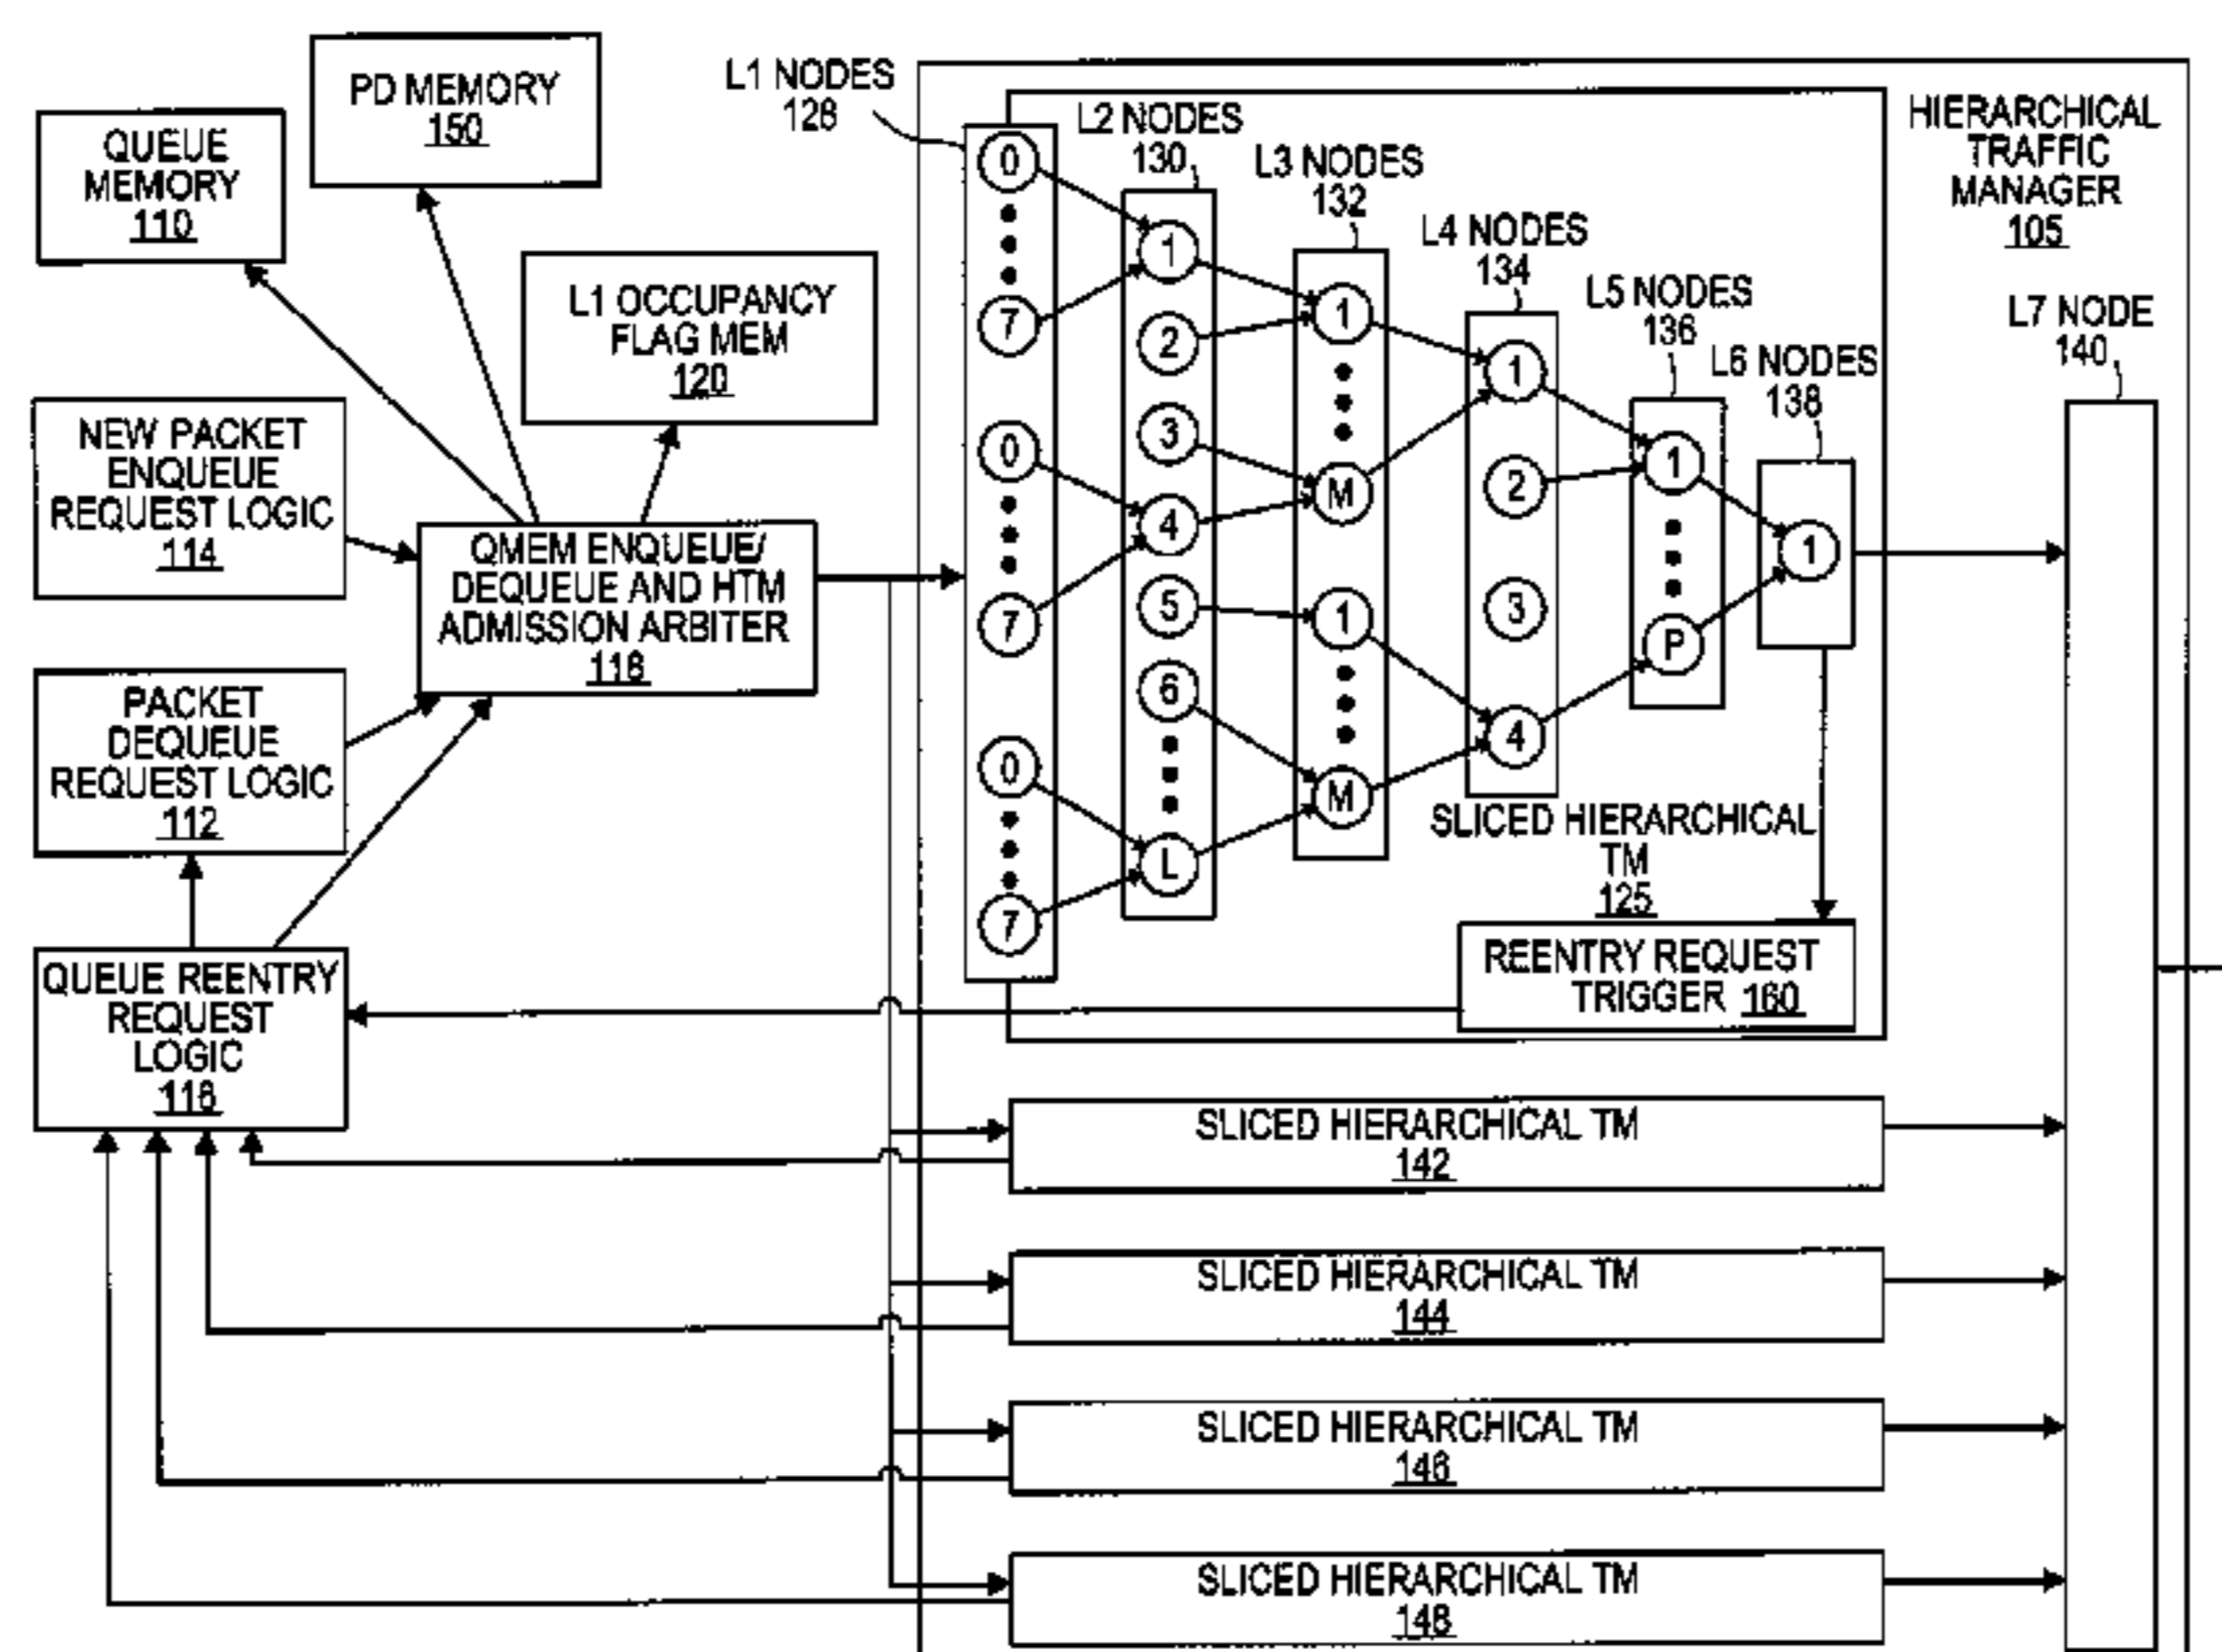 PD MEMORY
150
QUEUE
MEMORY
110
L1 OCCUPANCY
FLAG MEM
120
NEW PACKET
ENQUEUE
REQUEST LOGIC
114
QMEM ENQUEUE/
DEQUEUE AND HTM
ADMISSION ARBITER
118
PACKET
DEQUEUE
REQUEST LOGIC
112
QUEUE REENTRY
REQUEST
LOGIC
116
L1 NODES
128
0
7
0
7
0
7
L2 NODES
130
1
2
3
4
5
6
L
L3 NODES
132
1
M
1
M
L4 NODES
134
1
2
3
4
L5 NODES
136
1
P
L6 NODES
138
1
SLICED HIERARCHICAL
TM
125
REENTRY REQUEST
TRIGGER 160
HIERARCHICAL
TRAFFIC
MANAGER
105
L7 NODE
140
SLICED HIERARCHICAL TM
142
SLICED HIERARCHICAL TM
144
SLICED HIERARCHICAL TM
146
SLICED HIERARCHICAL TM
148